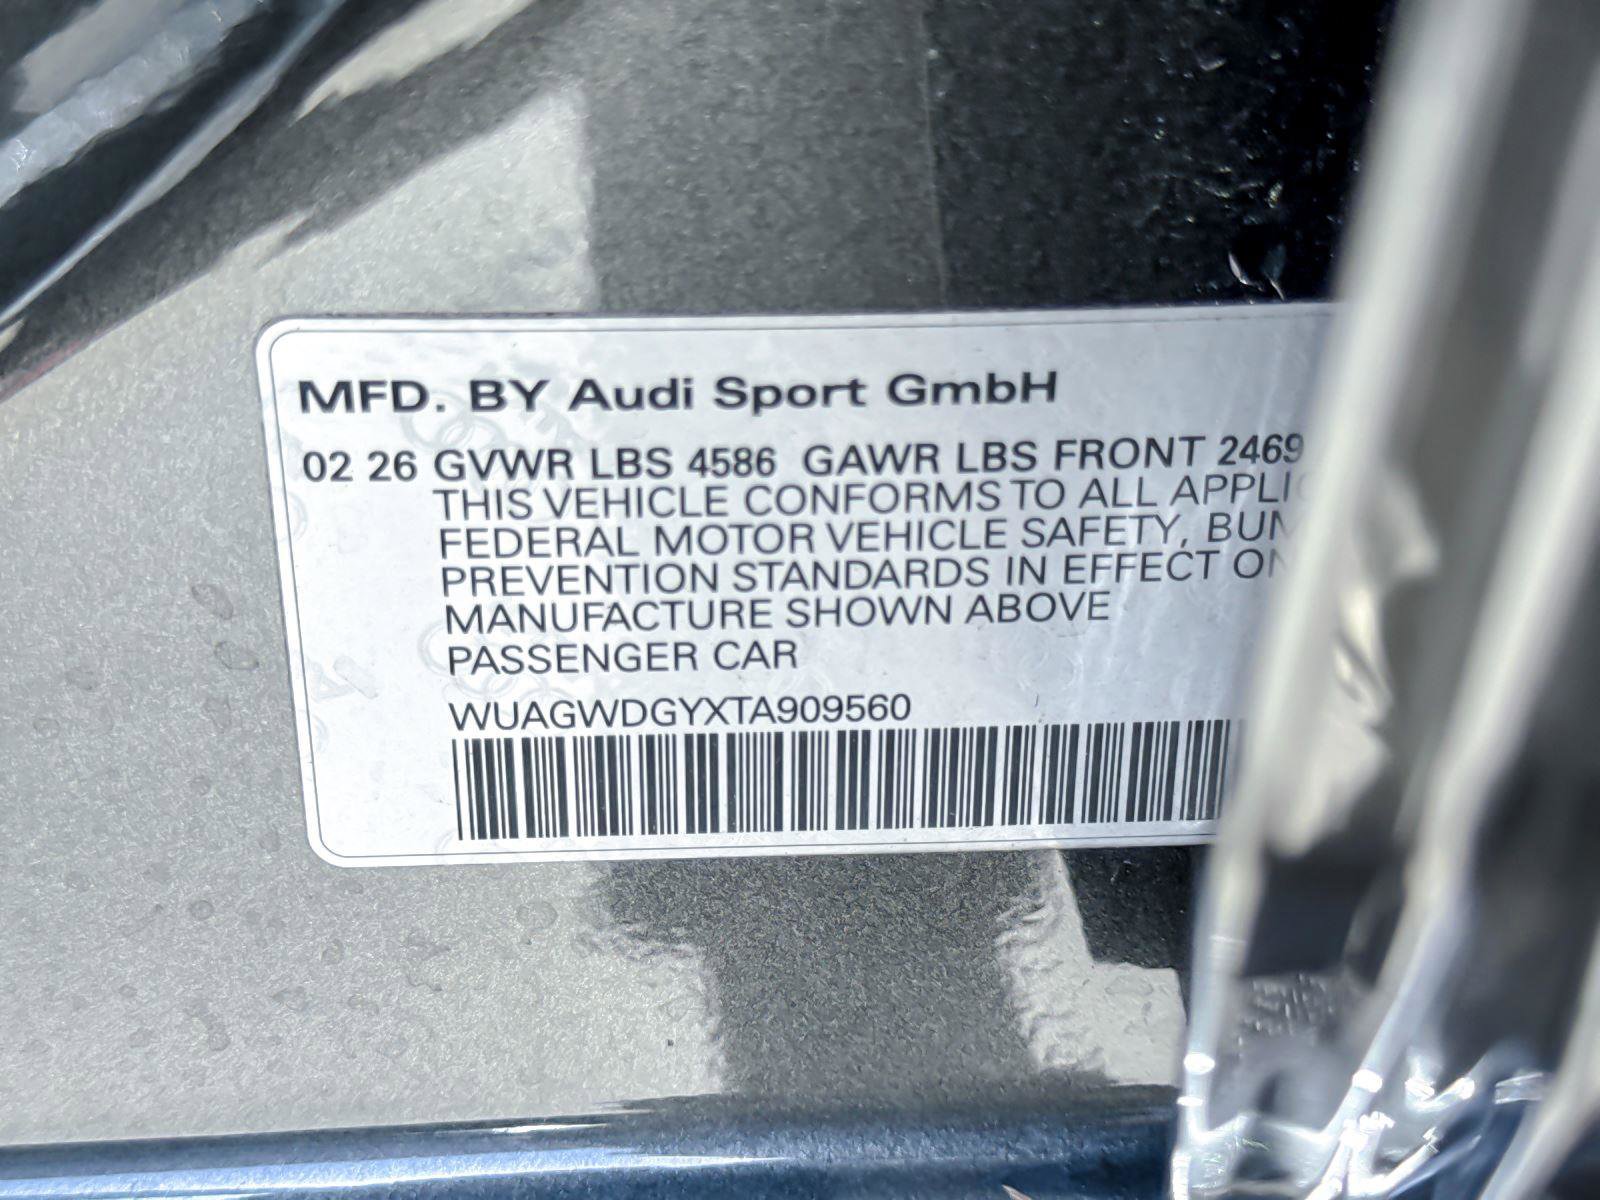 MFD. BY Audi Sport GmbH
02 26 GVWR LBS 4586 GAWR LBS FRONT 2469
THIS VEHICLE CONFORMS TO ALL
FEDERAL MOTOR VEHICLE SAFETY,
PREVENTION STANDARDS IN EFFECT
MANUFACTURE SHOWN ABOVE
PASSENGER CAR
WUAGWDGYXTA909560